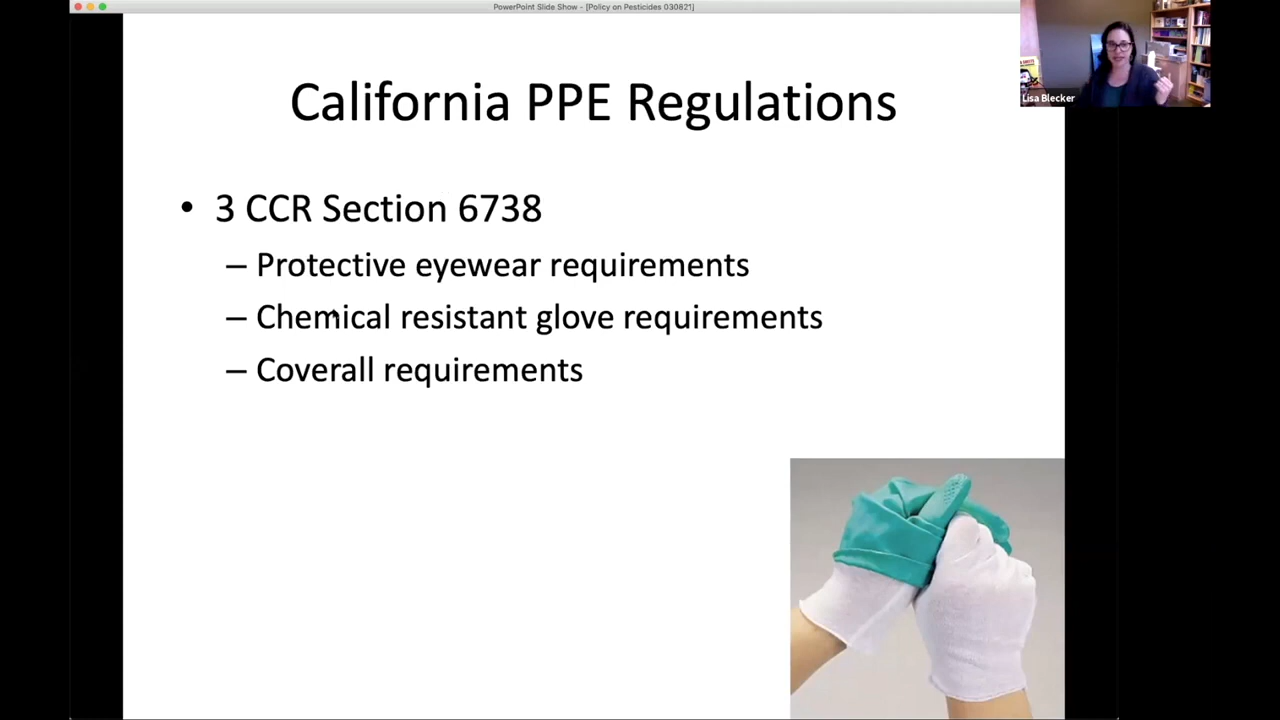 PowerPoint Slide Show - [Policy on Pesticides 030821]
Lisa Blecker
California PPE Regulations
• 3 CCR Section 6738
– Protective eyewear requirements
– Chemical resistant glove requirements
– Coverall requirements